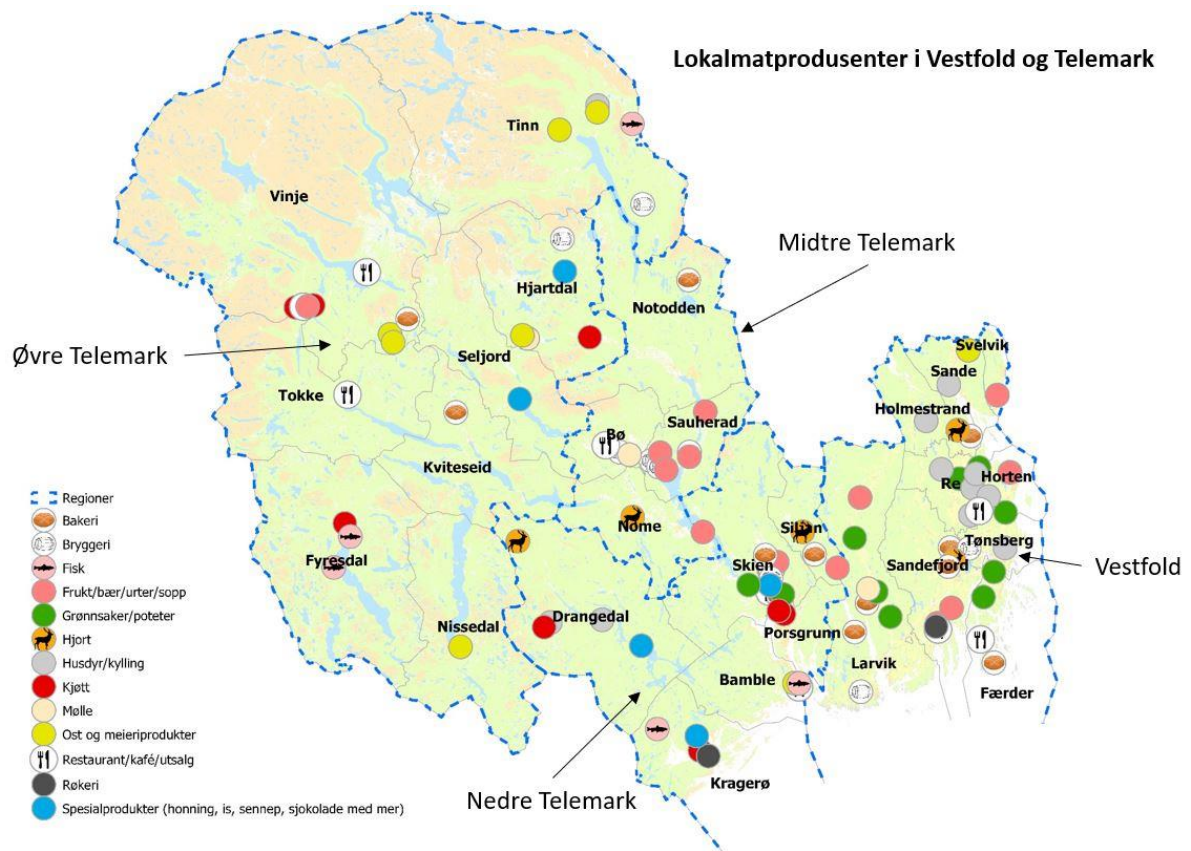 Lokalmatprodusenter i Vestfold og Telemark
Tinn
Vinje
Midtre Telemark
Hjartdal
Notodden
Øvre Telemark
Seljord
Svelvik
Sande
Tokke
Holmestrand
Bø
Sauherad
Kviteseid
Re
Horten
Regioner
Bakeri
Bryggeri
Fisk
Frukt/bær/urter/sopp
Grønnsaker/poteter
Hjort
Husdyr/kylling
Kjøtt
Mølle
Ost og meieriprodukter
Restaurant/kafé/utsalg
Røkeri
Spesialprodukter (honning, is, sennep, sjokolade med mer)
Nome
Siljan
Tønsberg
Fyresdal
Skien
Sandefjord
Vestfold
Nissedal
Drangedal
Porsgrunn
Bamble
Larvik
Færder
Kragerø
Nedre Telemark